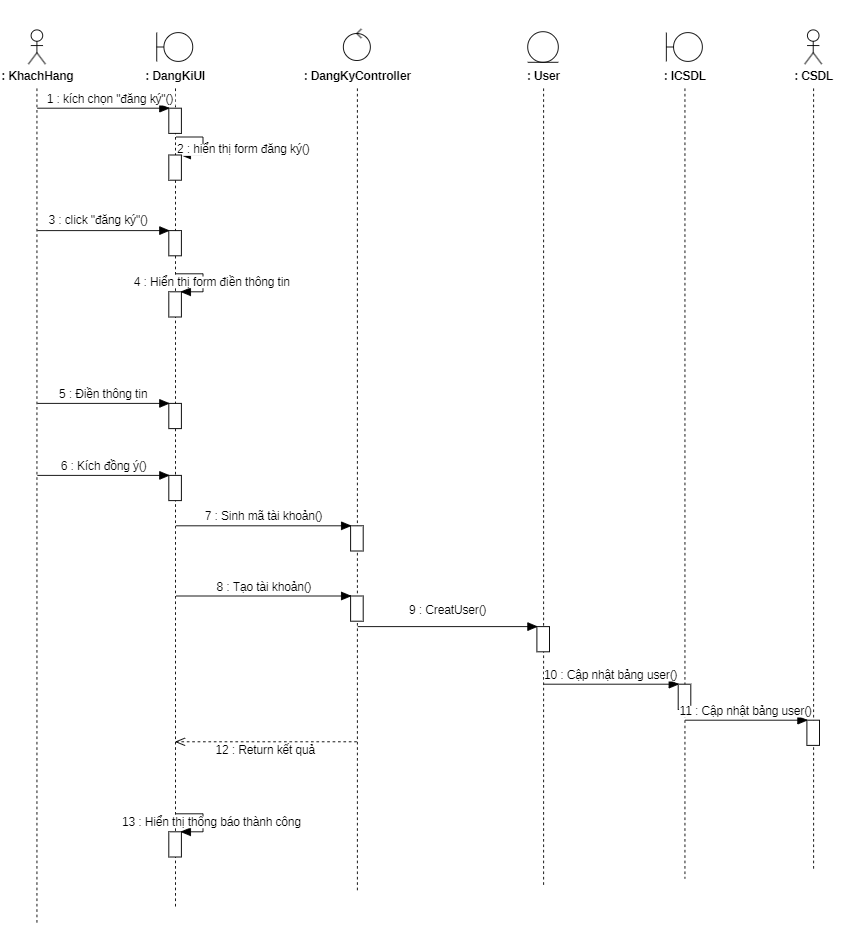 : KhachHang
: DangKiUI
: DangKyController
: User
: ICSDL
: CSDL
1 : kích chọn "đăng ký"()
2 : hiển thị form đăng ký()
3 : click "đăng ký"()
4 : Hiển thị form điền thông tin
5 : Điền thông tin
6 : Kích đồng ý()
7 : Sinh mã tài khoản()
8 : Tạo tài khoản()
9 : CreatUser()
10 : Cập nhật bảng user()
11 : Cập nhật bảng user()
12 : Return kết quả
13 : Hiển thị thống báo thành công